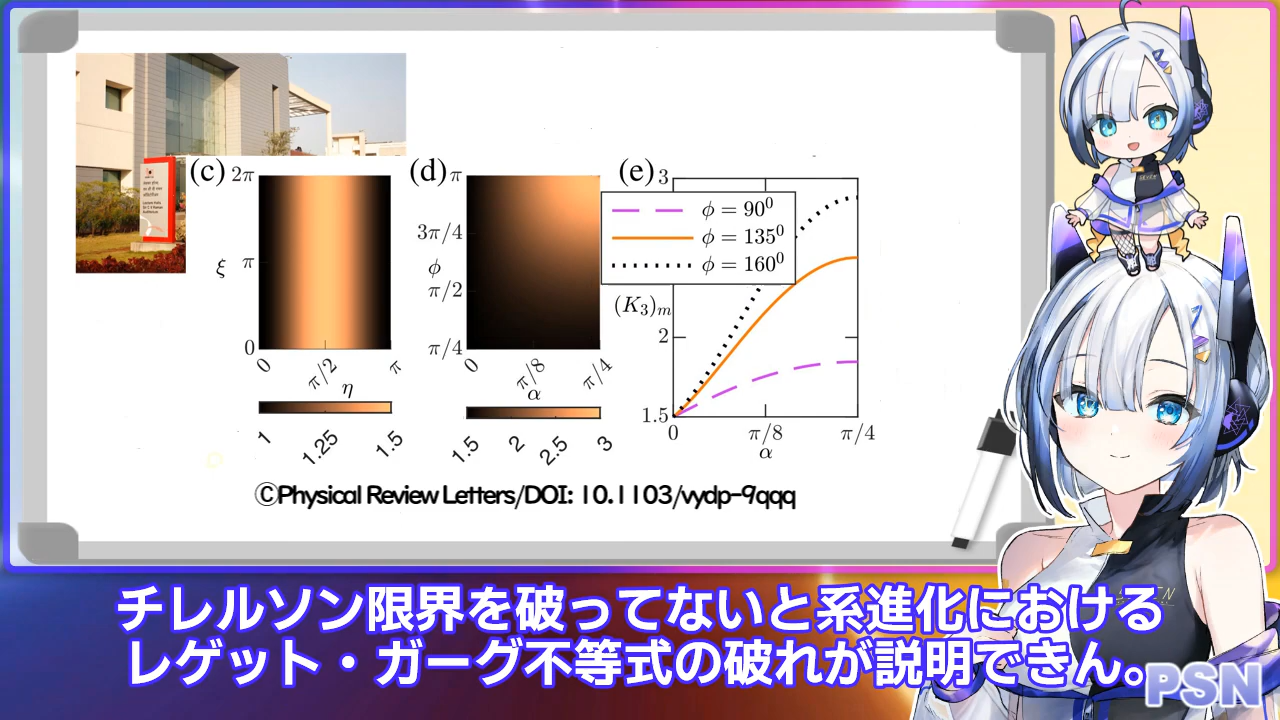 (c)
2π
π
0
ξ
0
π/2
π
η
1
1.25
1.5
(d)
π
3π/4
ϕ
π/2
π/4
0
π/8
π/4
α
1.5
2
2.5
3
(e)
3
ϕ = 90⁰
ϕ = 135⁰
ϕ = 160⁰
(K₃)ₘ
2
1.5
0
π/8
π/4
α
ⒸPhysical Review Letters/DOI: 10.1103/vydp-9qqq
チレルソン限界を破ってないと系進化における
レゲット・ガーグ不等式の破れが説明できん。
PSN